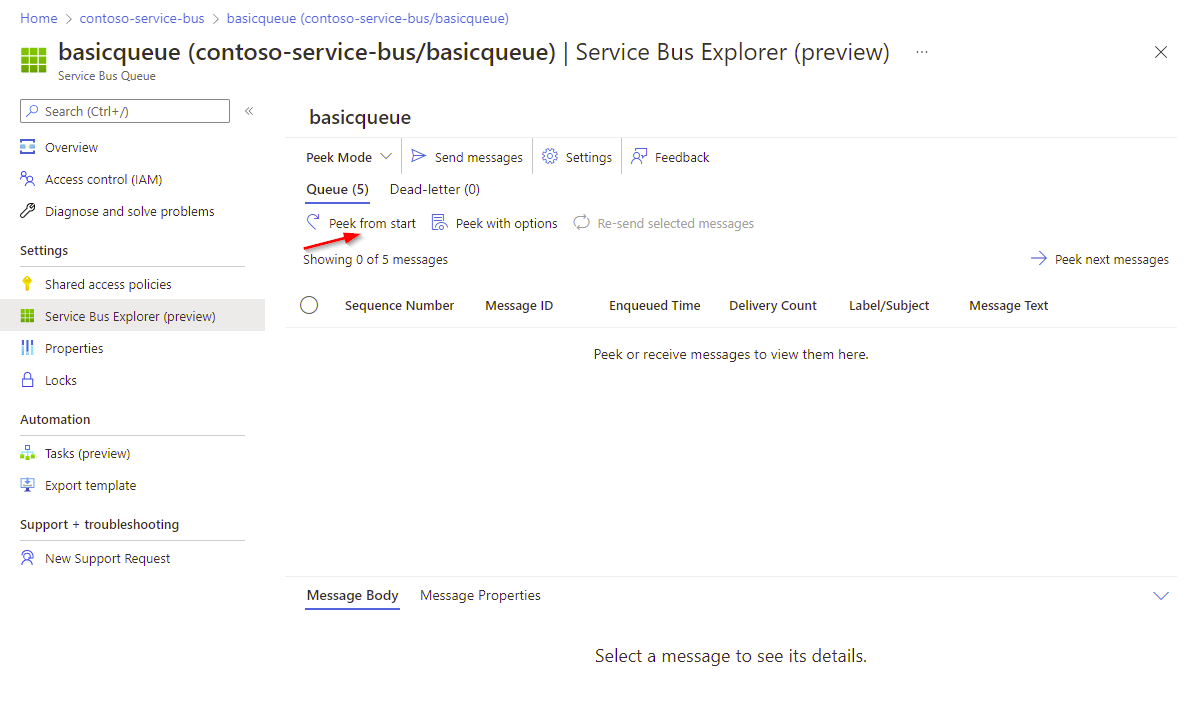 Home > contoso-service-bus > basicqueue (contoso-service-bus/basicqueue)
basicqueue (contoso-service-bus/basicqueue) | Service Bus Explorer (preview) ...
Service Bus Queue
Search (Ctrl+/) «
Overview
Access control (IAM)
Diagnose and solve problems
Settings
Shared access policies
Service Bus Explorer (preview)
Properties
Locks
Automation
Tasks (preview)
Export template
Support + troubleshooting
New Support Request
basicqueue
Peek Mode Send messages Settings Feedback
Queue (5) Dead-letter (0)
Peek from start Peek with options Re-send selected messages
Showing 0 of 5 messages Peek next messages
Sequence Number Message ID Enqueued Time Delivery Count Label/Subject Message Text
Peek or receive messages to view them here.
Message Body Message Properties
Select a message to see its details.